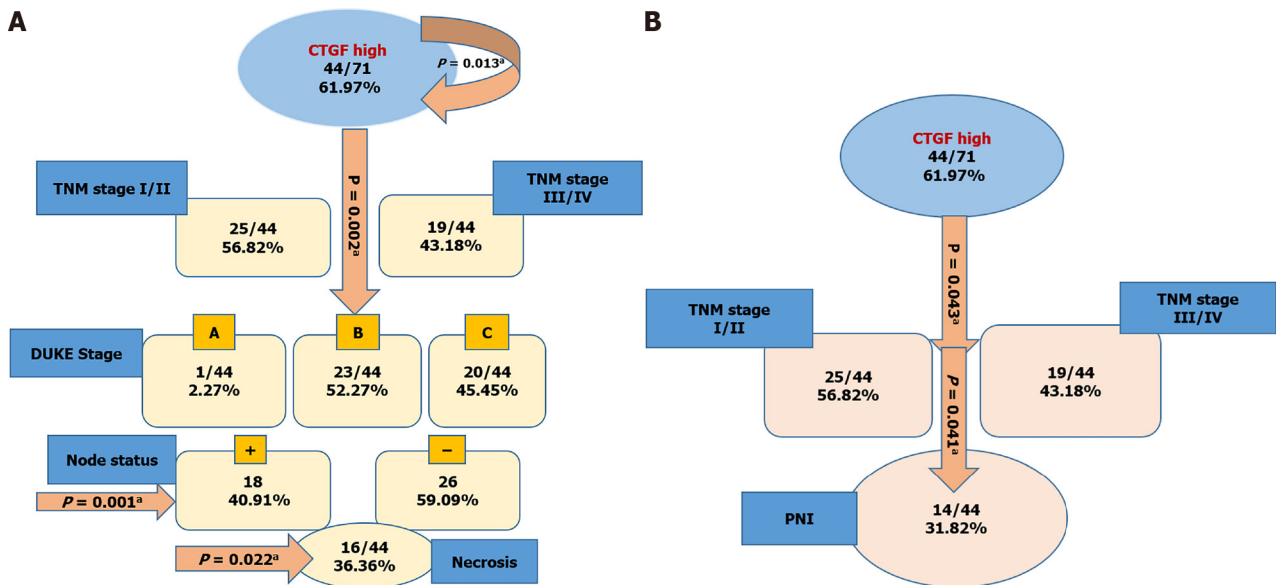 A
CTGF high
44/71
61.97%
P = 0.013ª
P = 0.002ª
TNM stage I/II
25/44
56.82%
TNM stage
III/IV
19/44
43.18%
DUKE Stage
A
1/44
2.27%
B
23/44
52.27%
C
20/44
45.45%
Node status
P = 0.001ª
+
18
40.91%
−
26
59.09%
P = 0.022ª
16/44
36.36%
Necrosis
B
CTGF high
44/71
61.97%
P = 0.043ª
TNM stage
I/II
25/44
56.82%
TNM stage
III/IV
19/44
43.18%
P = 0.041ª
PNI
14/44
31.82%